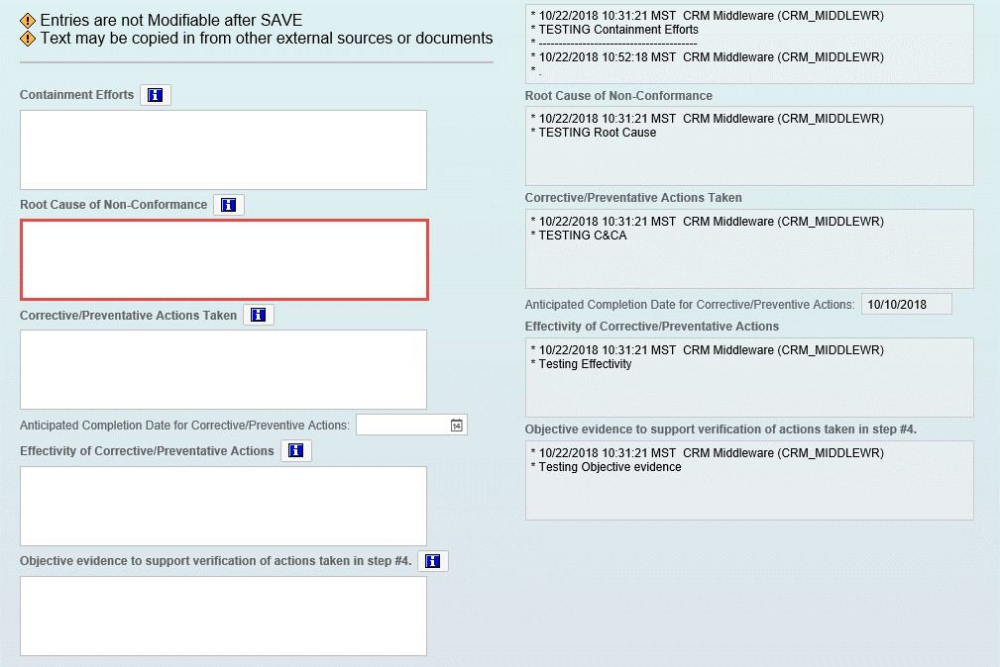 Entries are not Modifiable after SAVE
Text may be copied in from other external sources or documents
Containment Efforts
Root Cause of Non-Conformance
Corrective/Preventative Actions Taken
Anticipated Completion Date for Corrective/Preventive Actions: 14
Effectivity of Corrective/Preventative Actions
Objective evidence to support verification of actions taken in step #4.
* 10/22/2018 10:31:21 MST CRM Middleware (CRM_MIDDLEWR)
* TESTING Containment Efforts
* ----------------------------------------
* 10/22/2018 10:52:18 MST CRM Middleware (CRM_MIDDLEWR)
* .
Root Cause of Non-Conformance
* 10/22/2018 10:31:21 MST CRM Middleware (CRM_MIDDLEWR)
* TESTING Root Cause
Corrective/Preventative Actions Taken
* 10/22/2018 10:31:21 MST CRM Middleware (CRM_MIDDLEWR)
* TESTING C&CA
Anticipated Completion Date for Corrective/Preventive Actions: 10/10/2018
Effectivity of Corrective/Preventative Actions
* 10/22/2018 10:31:21 MST CRM Middleware (CRM_MIDDLEWR)
* Testing Effectivity
Objective evidence to support verification of actions taken in step #4.
* 10/22/2018 10:31:21 MST CRM Middleware (CRM_MIDDLEWR)
* Testing Objective evidence